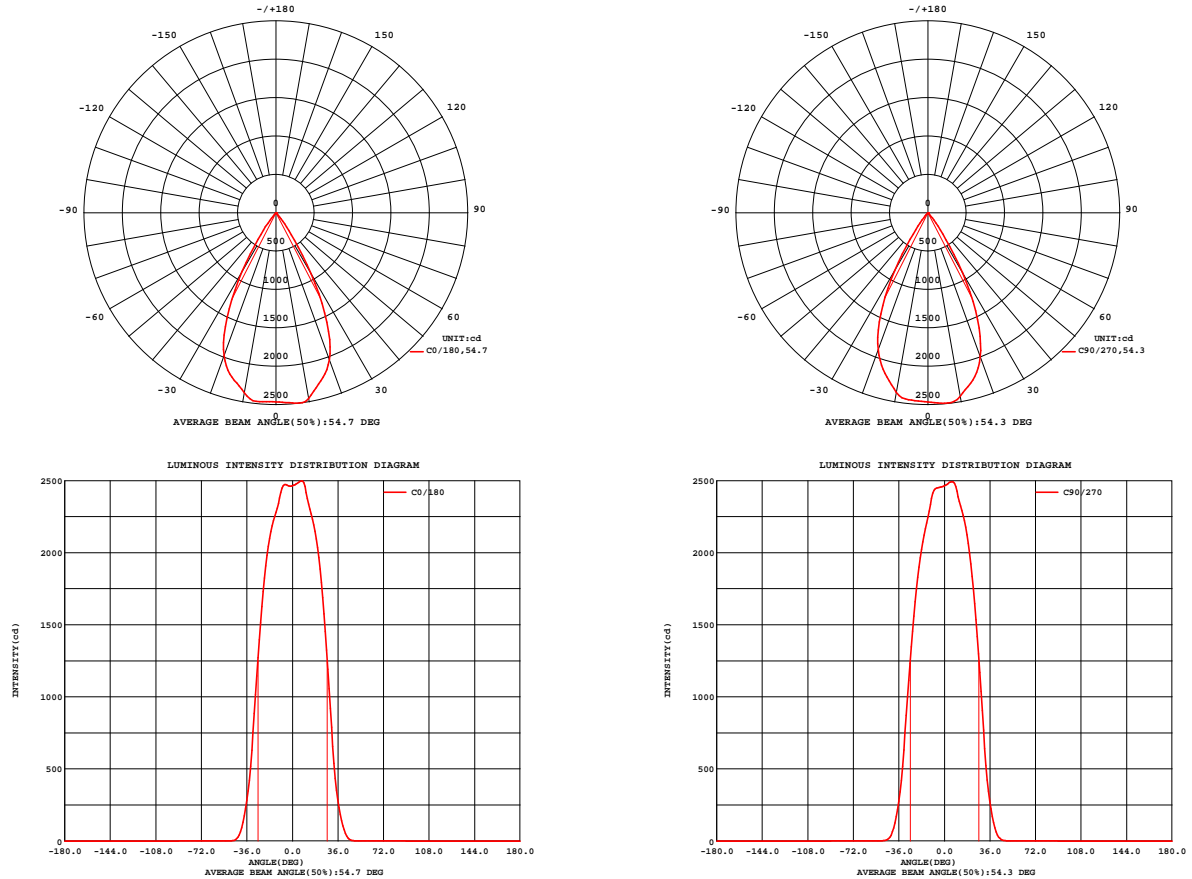 -/+180
-150 150
-120 120
-90 90
-60 60
-30 30
0
0
500
1000
1500
2000
2500
UNIT:cd
C0/180,54.7
AVERAGE BEAM ANGLE(50%):54.7 DEG
-/+180
-150 150
-120 120
-90 90
-60 60
-30 30
0
0
500
1000
1500
2000
2500
UNIT:cd
C90/270,54.3
AVERAGE BEAM ANGLE(50%):54.3 DEG
LUMINOUS INTENSITY DISTRIBUTION DIAGRAM
C0/180
INTENSITY(cd)
2500
2000
1500
1000
500
0
-180.0 -144.0 -108.0 -72.0 -36.0 0.0 36.0 72.0 108.0 144.0 180.0
ANGLE(DEG)
AVERAGE BEAM ANGLE(50%):54.7 DEG
LUMINOUS INTENSITY DISTRIBUTION DIAGRAM
C90/270
INTENSITY(cd)
2500
2000
1500
1000
500
0
-180.0 -144.0 -108.0 -72.0 -36.0 0.0 36.0 72.0 108.0 144.0 180.0
ANGLE(DEG)
AVERAGE BEAM ANGLE(50%):54.3 DEG